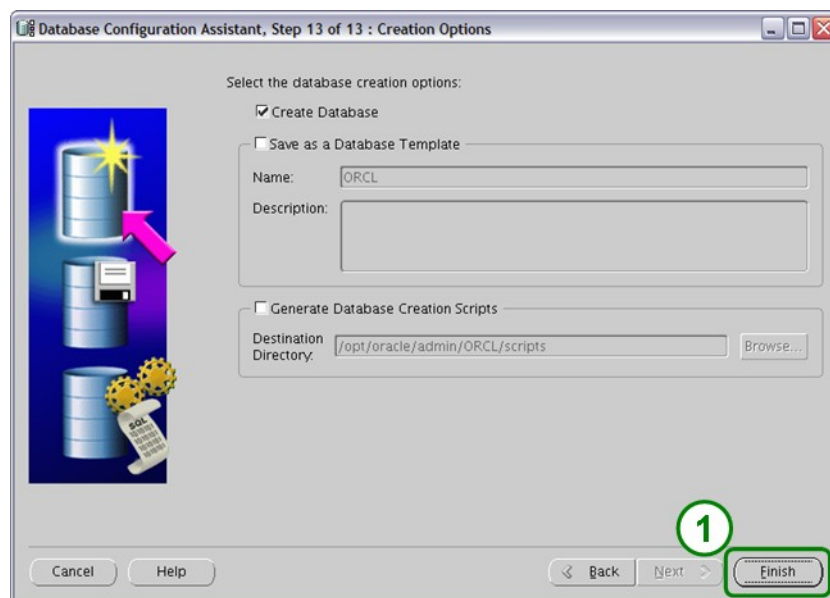 Database Configuration Assistant, Step 13 of 13 : Creation Options
Select the database creation options:
Create Database
Save as a Database Template
Name: ORCL
Description:
Generate Database Creation Scripts
Destination
Directory: /opt/oracle/admin/ORCL/scripts Browse...
SQL
1
Cancel Help Back Next Finish